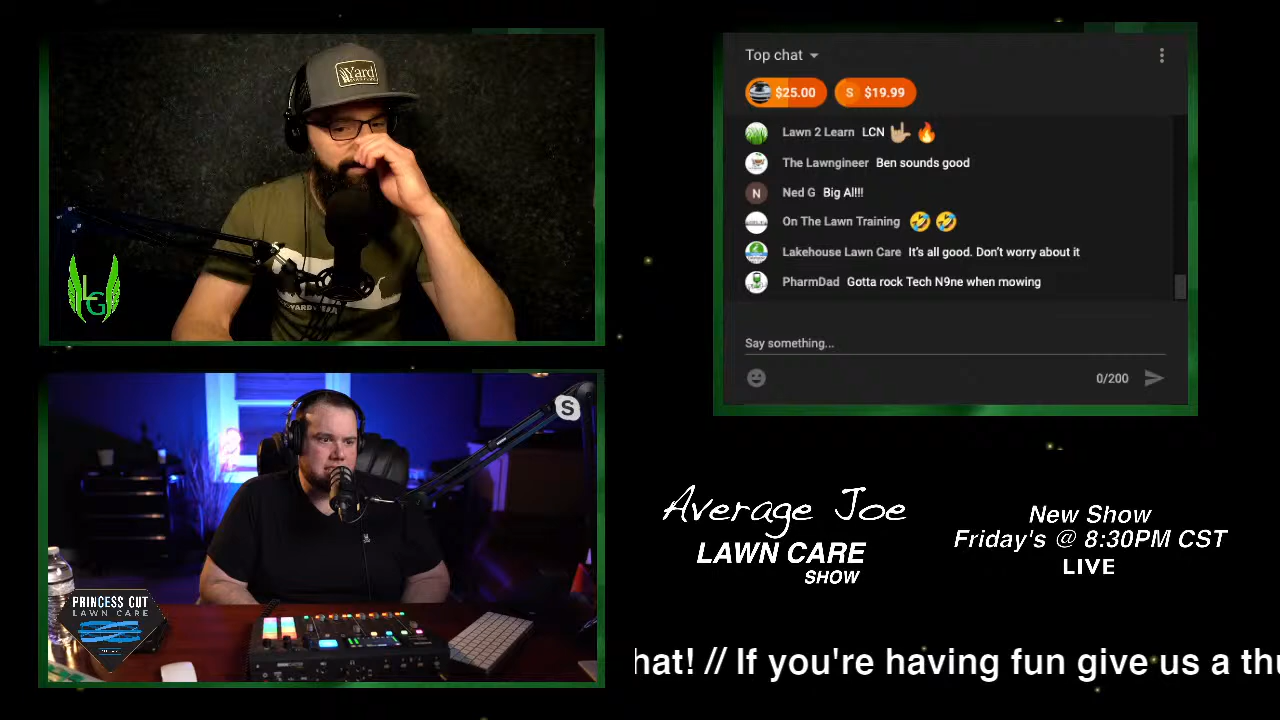 Yard
LG
S
PRINCESS CUT
LAWN CARE
Top chat
$25.00
S $19.99
Lawn 2 Learn LCN 🤟🏼 🔥
The Lawngineer Ben sounds good
N Ned G Big Al!!!
On The Lawn Training 🤣 🤣
Lakehouse Lawn Care It's all good. Don't worry about it
PharmDad Gotta rock Tech N9ne when mowing
Say something...
0/200
Average Joe
LAWN CARE
SHOW
New Show
Friday's @ 8:30PM CST
LIVE
hat! // If you're having fun give us a thu